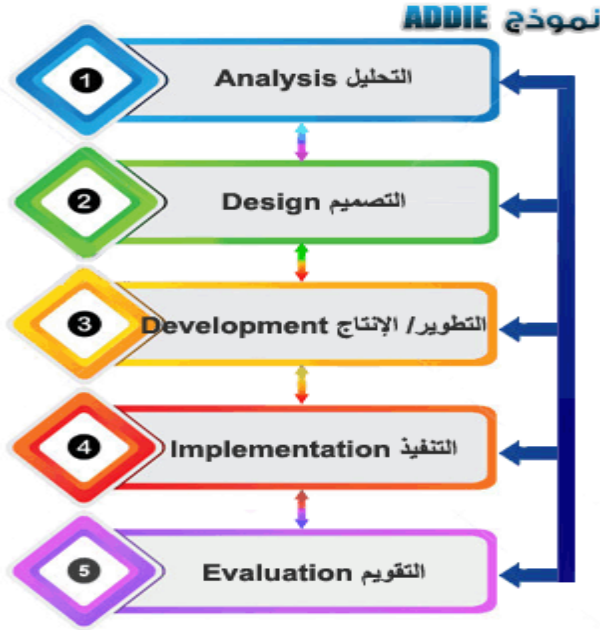 نموذج ADDIE
1
التحليل Analysis
2
التصميم Design
3
التطوير/ الإنتاج Development
4
التنفيذ Implementation
5
التقويم Evaluation